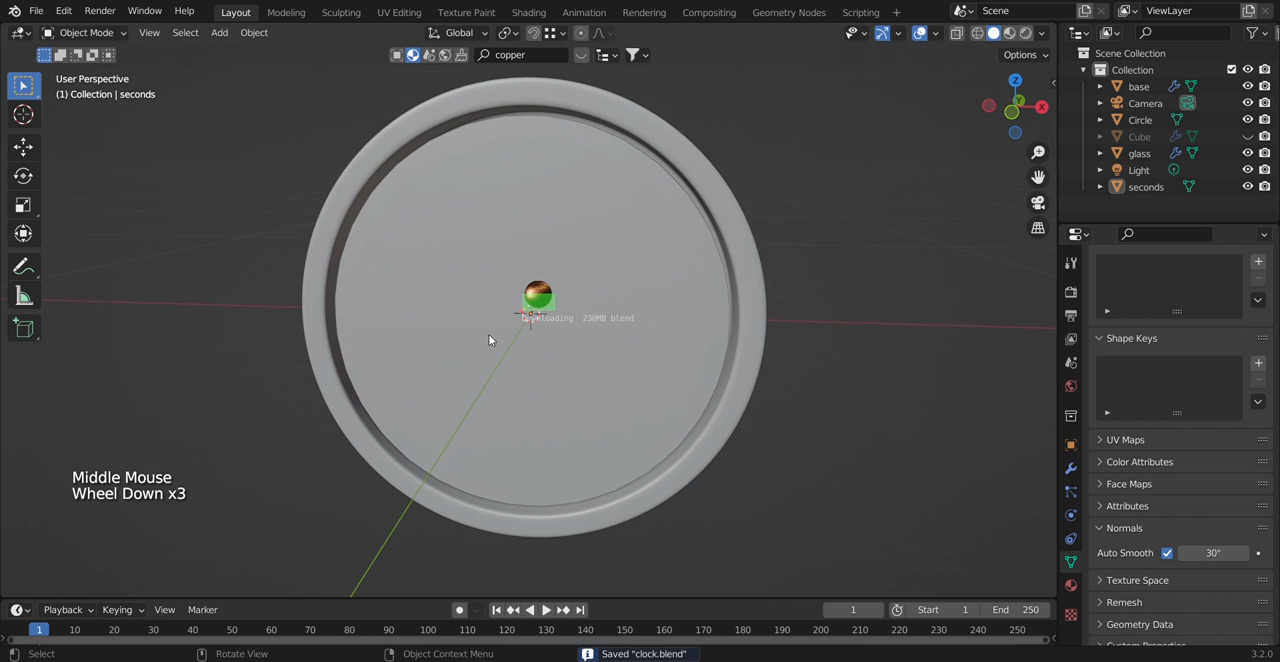 File Edit Render Window Help Layout Modeling Sculpting UV Editing Texture Paint Shading Animation Rendering Compositing Geometry Nodes Scripting + Scene ViewLayer
Object Mode View Select Add Object Global
copper Options
User Perspective
(1) Collection | seconds
Z
Y
X
Scene Collection
Collection
base
Camera
Circle
Cube
glass
Light
seconds
Downloading 230MB blend
Shape Keys
UV Maps
Color Attributes
Face Maps
Attributes
Normals
Auto Smooth 30°
Texture Space
Remesh
Geometry Data
Middle Mouse
Wheel Down x3
Playback Keying View Marker 1 Start 1 End 250
1 10 20 30 40 50 60 70 80 90 100 110 120 130 140 150 160 170 180 190 200 210 220 230 240 250
Select Rotate View Object Context Menu Saved "clock.blend" 3.2.0